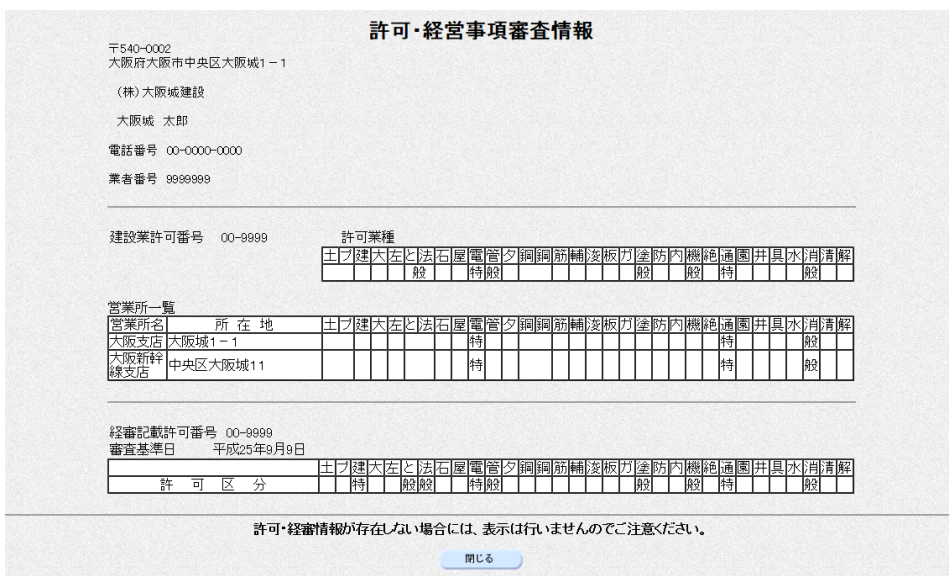 許可・経営事項審査情報
〒540-0002
大阪府大阪市中央区大阪城1－1
(株)大阪城建設
大阪城 太郎
電話番号 00-0000-0000
業者番号 9999999
建設業許可番号 00-9999 許可業種
土プ建大左と法石屋電管タ鋼鋼筋輔浚板ガ塗防内機絶通園井具水消清解
般 特般 般 般 特 般
営業所一覧
営業所名 所在地 土プ建大左と法石屋電管タ鋼鋼筋輔浚板ガ塗防内機絶通園井具水消清解
大阪支店 大阪城1－1 特 特 般
大阪新幹線支店 中央区大阪城11 特 特 般
経審記載許可番号 00-9999
審査基準日 平成25年9月9日
土プ建大左と法石屋電管タ鋼鋼筋輔浚板ガ塗防内機絶通園井具水消清解
許可区分 特 般般 特般 般 般 特 般
許可・経審情報が存在しない場合には、表示は行いませんのでご注意ください。
閉じる